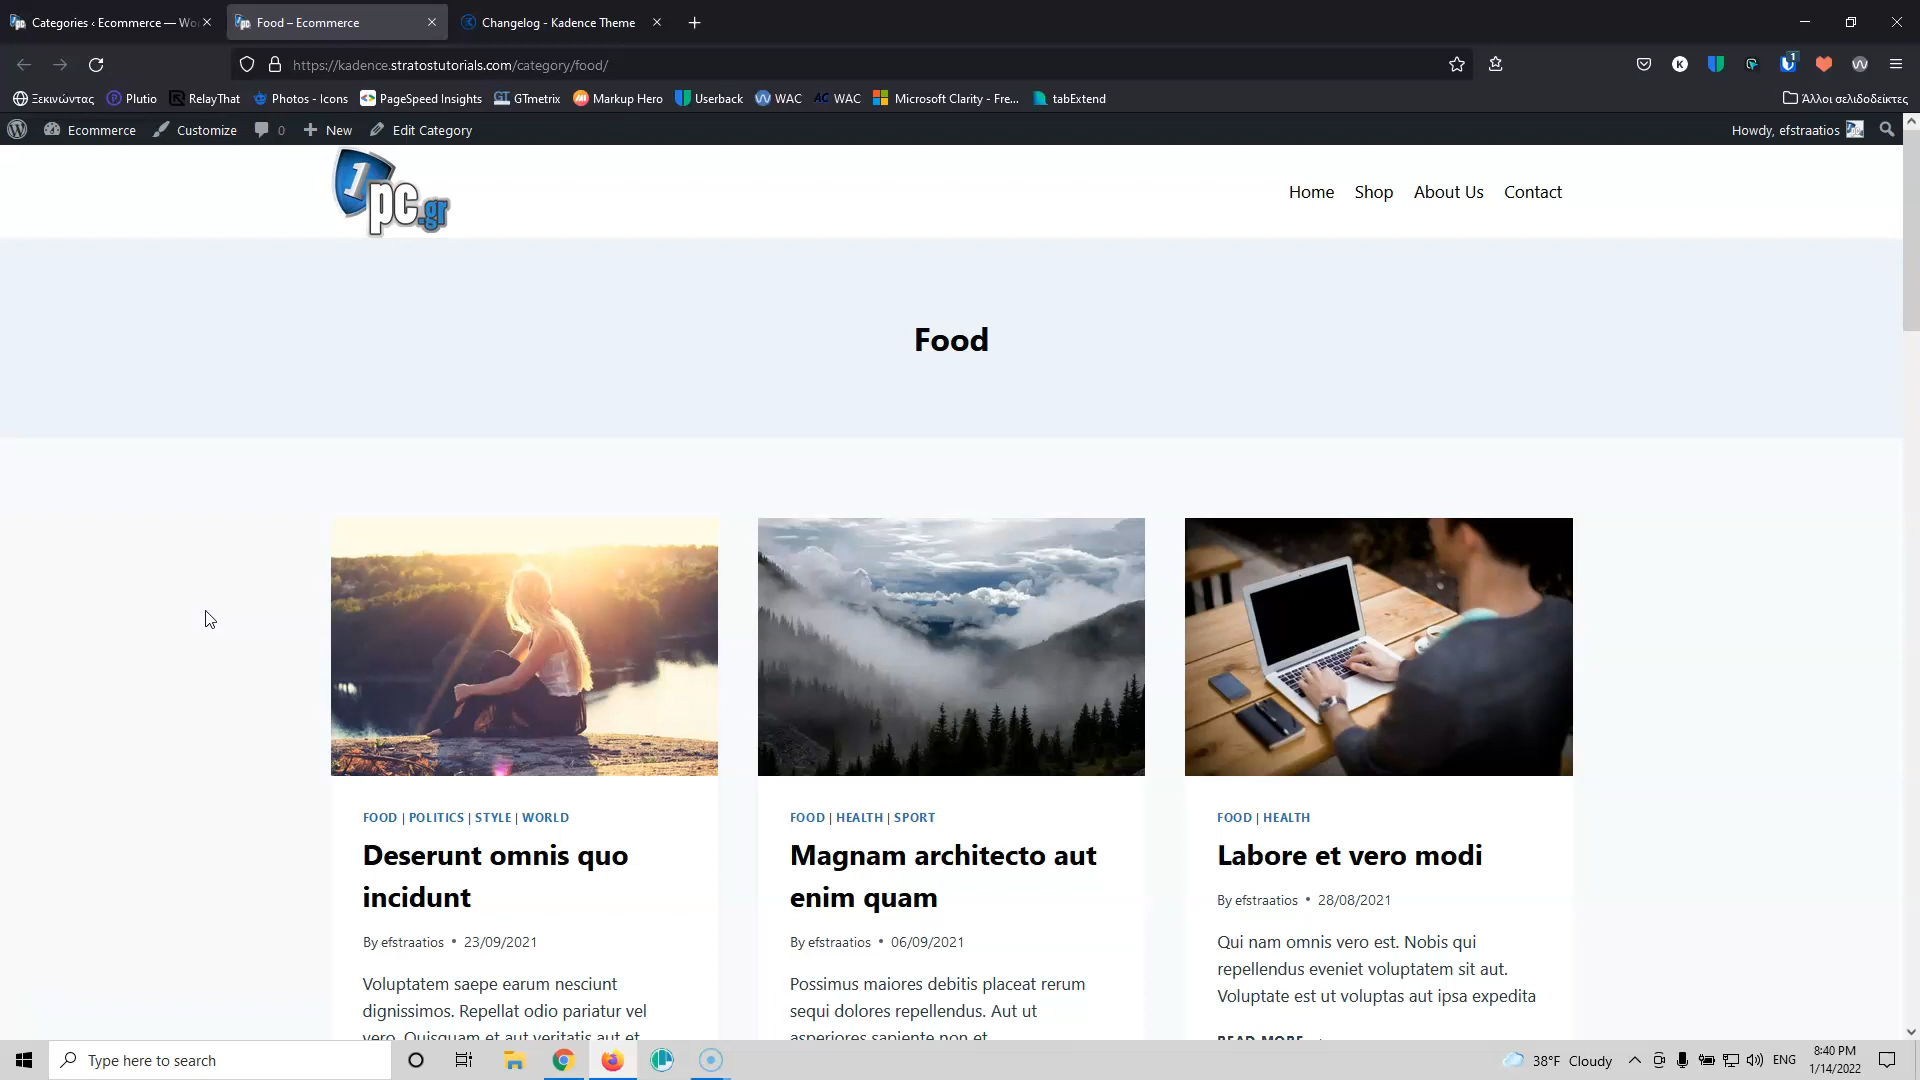 Categories ‹ Ecommerce — Wo
Food – Ecommerce
Changelog - Kadence Theme
https://kadence.stratostutorials.com/category/food/
Ξεκινώντας
Plutio
RelayThat
Photos - Icons
PageSpeed Insights
GTmetrix
Markup Hero
Userback
WAC
WAC
Microsoft Clarity - Fre...
tabExtend
Άλλοι σελιδοδείκτες
Ecommerce
Customize
0
New
Edit Category
Howdy, efstraatios
1pc.gr
Home
Shop
About Us
Contact
Food
FOOD | POLITICS | STYLE | WORLD
Deserunt omnis quo
incidunt
By efstraatios • 23/09/2021
Voluptatem saepe earum nesciunt
dignissimos. Repellat odio pariatur vel
vero. Quisquam et aut veritatis aut et
FOOD | HEALTH | SPORT
Magnam architecto aut
enim quam
By efstraatios • 06/09/2021
Possimus maiores debitis placeat rerum
sequi dolores repellendus. Aut ut
asperiores sapiente non et
FOOD | HEALTH
Labore et vero modi
By efstraatios • 28/08/2021
Qui nam omnis vero est. Nobis qui
repellendus eveniet voluptatem sit aut.
Voluptate est ut voluptas aut ipsa expedita
READ MORE
Type here to search
38°F Cloudy
ENG
8:40 PM
1/14/2022